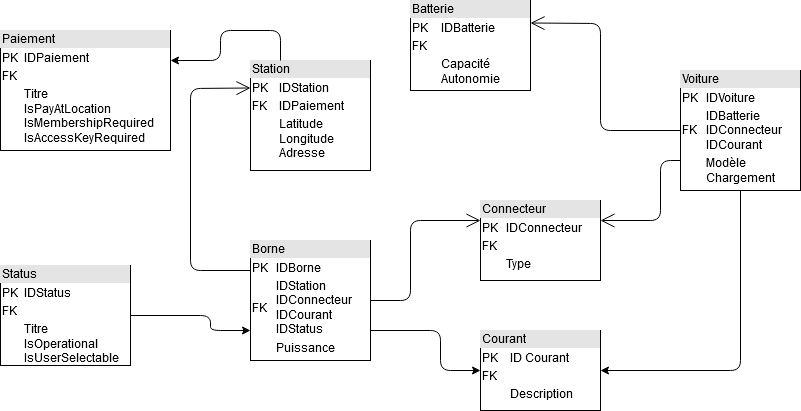 Paiement
PK IDPaiement
FK
Titre
IsPayAtLocation
IsMembershipRequired
IsAccessKeyRequired
Station
PK IDStation
FK IDPaiement
Latitude
Longitude
Adresse
Batterie
PK IDBatterie
FK
Capacité
Autonomie
Voiture
PK IDVoiture
IDBatterie
FK IDConnecteur
IDCourant
Modèle
Chargement
Connecteur
PK IDConnecteur
FK
Type
Borne
PK IDBorne
IDStation
IDConnecteur
FK
IDCourant
IDStatus
Puissance
Status
PK IDStatus
FK
Titre
IsOperational
IsUserSelectable
Courant
PK ID Courant
FK
Description